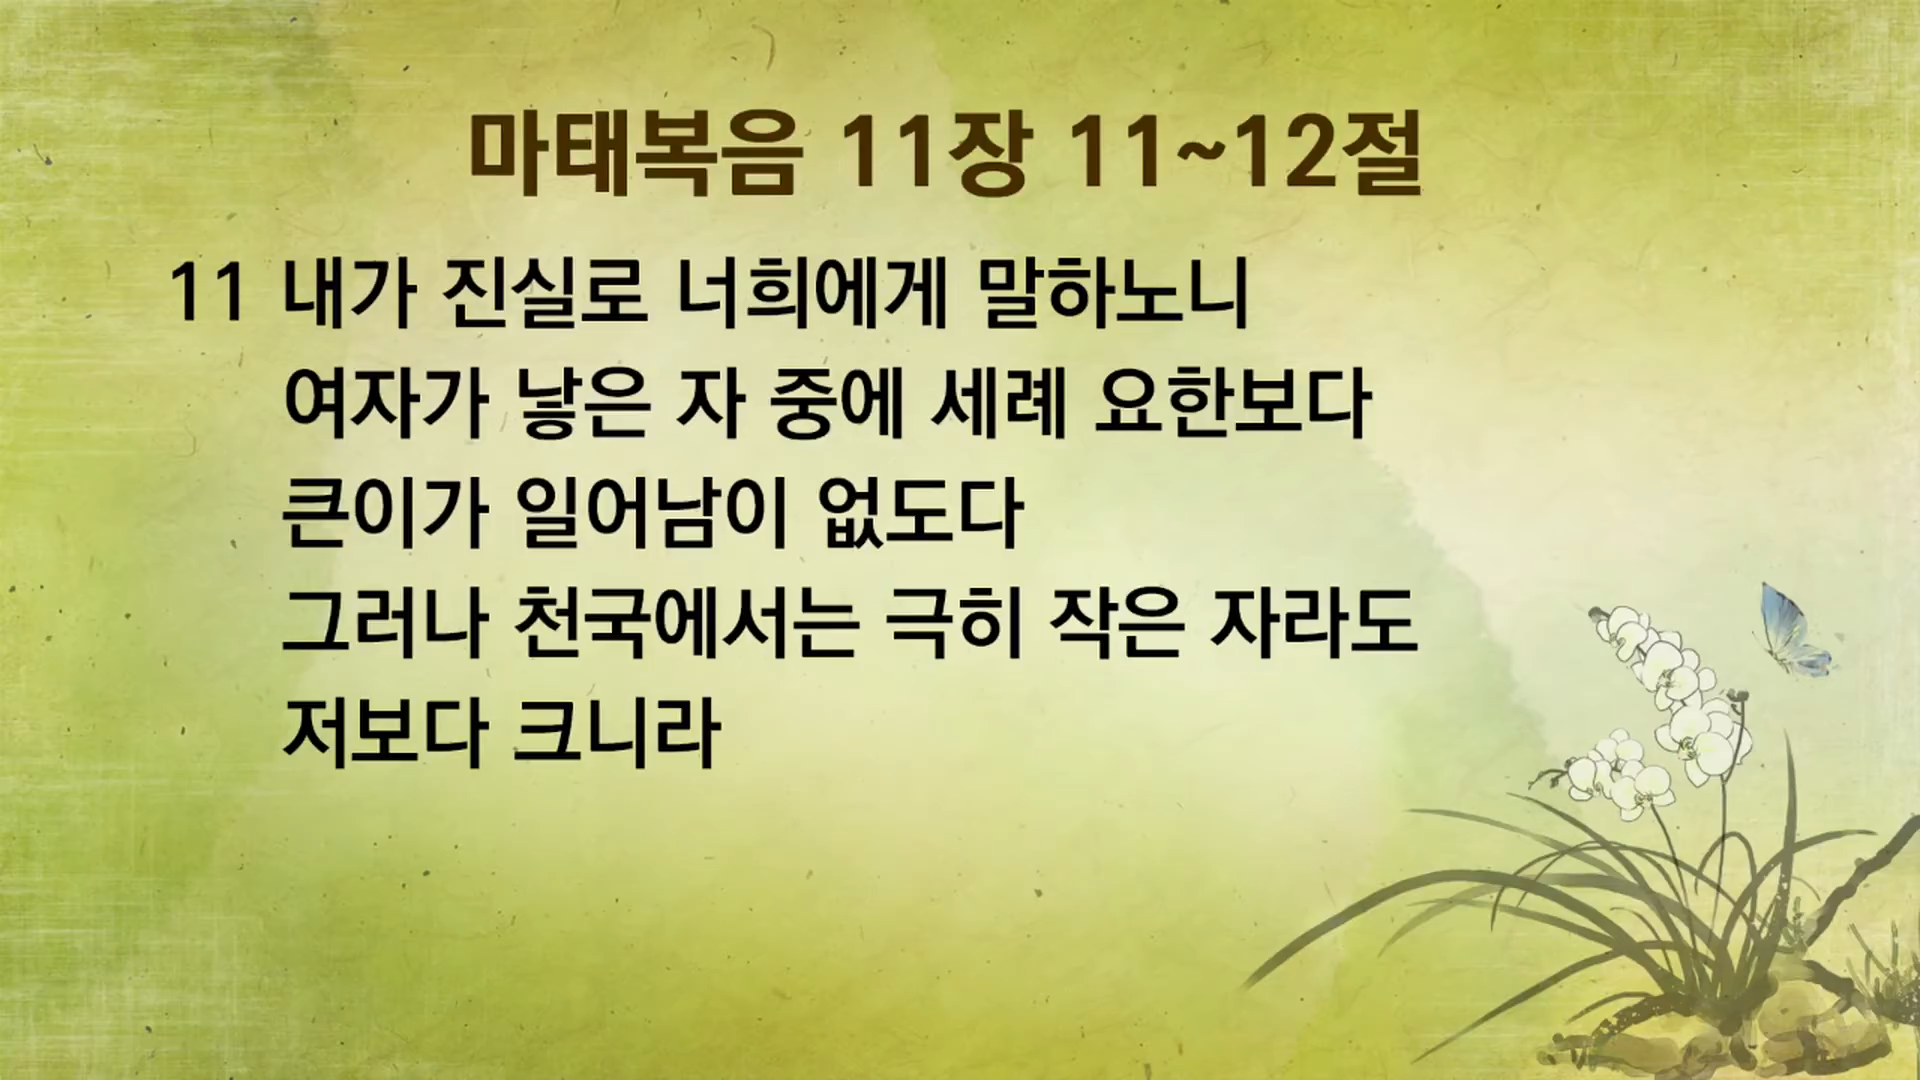 마태복음 11장 11~12절
11 내가 진실로 너희에게 말하노니
여자가 낳은 자 중에 세례 요한보다
큰이가 일어남이 없도다
그러나 천국에서는 극히 작은 자라도
저보다 크니라